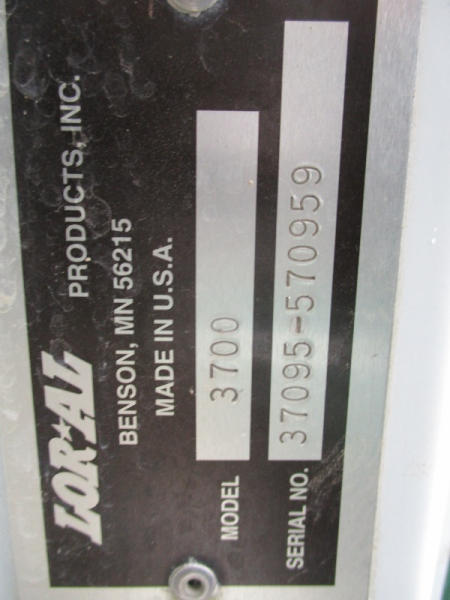 LOR★AL
PRODUCTS, INC.
BENSON, MN 56215
MADE IN U.S.A.
MODEL 3700
SERIAL NO. 37095-570959